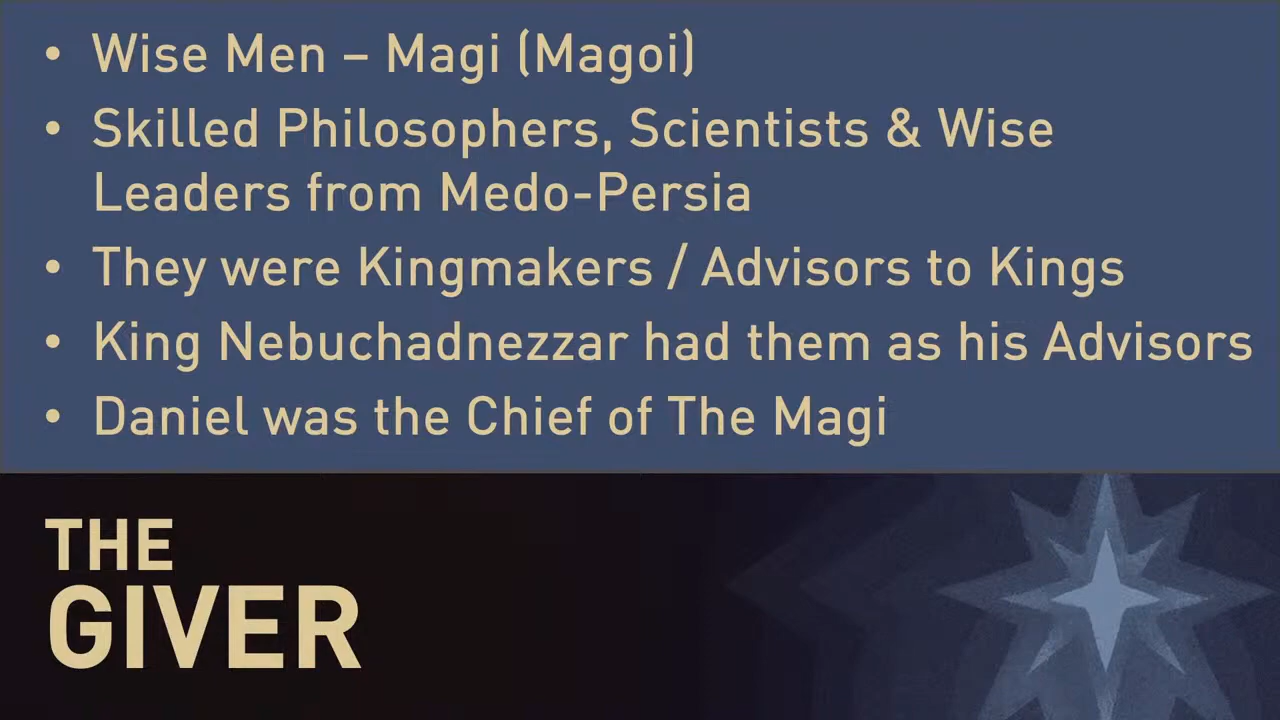 • Wise Men – Magi (Magoi)
• Skilled Philosophers, Scientists & Wise
Leaders from Medo-Persia
• They were Kingmakers / Advisors to Kings
• King Nebuchadnezzar had them as his Advisors
• Daniel was the Chief of The Magi
THE
GIVER